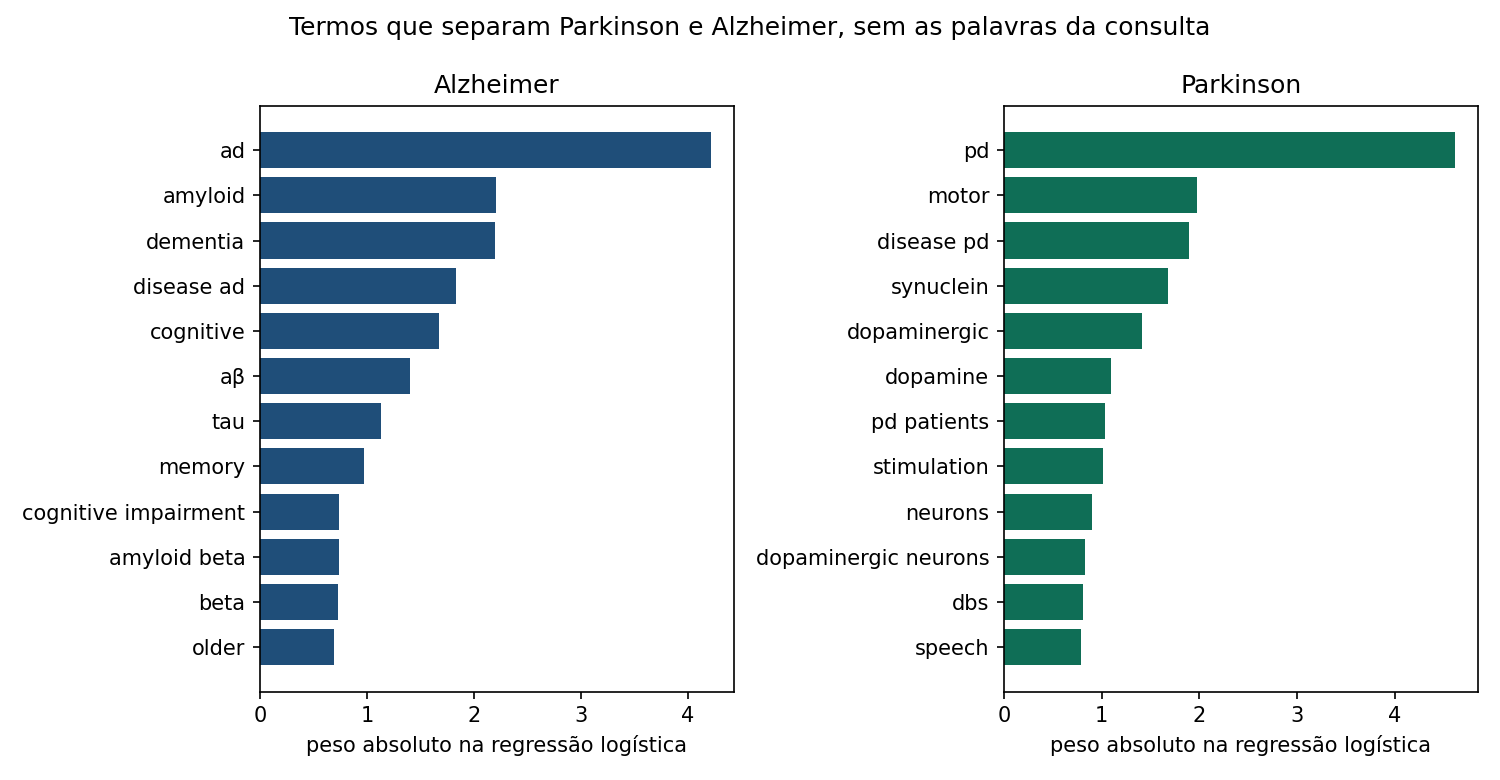 Termos que separam Parkinson e Alzheimer, sem as palavras da consulta
Alzheimer
ad
amyloid
dementia
disease ad
cognitive
aβ
tau
memory
cognitive impairment
amyloid beta
beta
older
0 1 2 3 4
peso absoluto na regressão logística
Parkinson
pd
motor
disease pd
synuclein
dopaminergic
dopamine
pd patients
stimulation
neurons
dopaminergic neurons
dbs
speech
0 1 2 3 4
peso absoluto na regressão logística